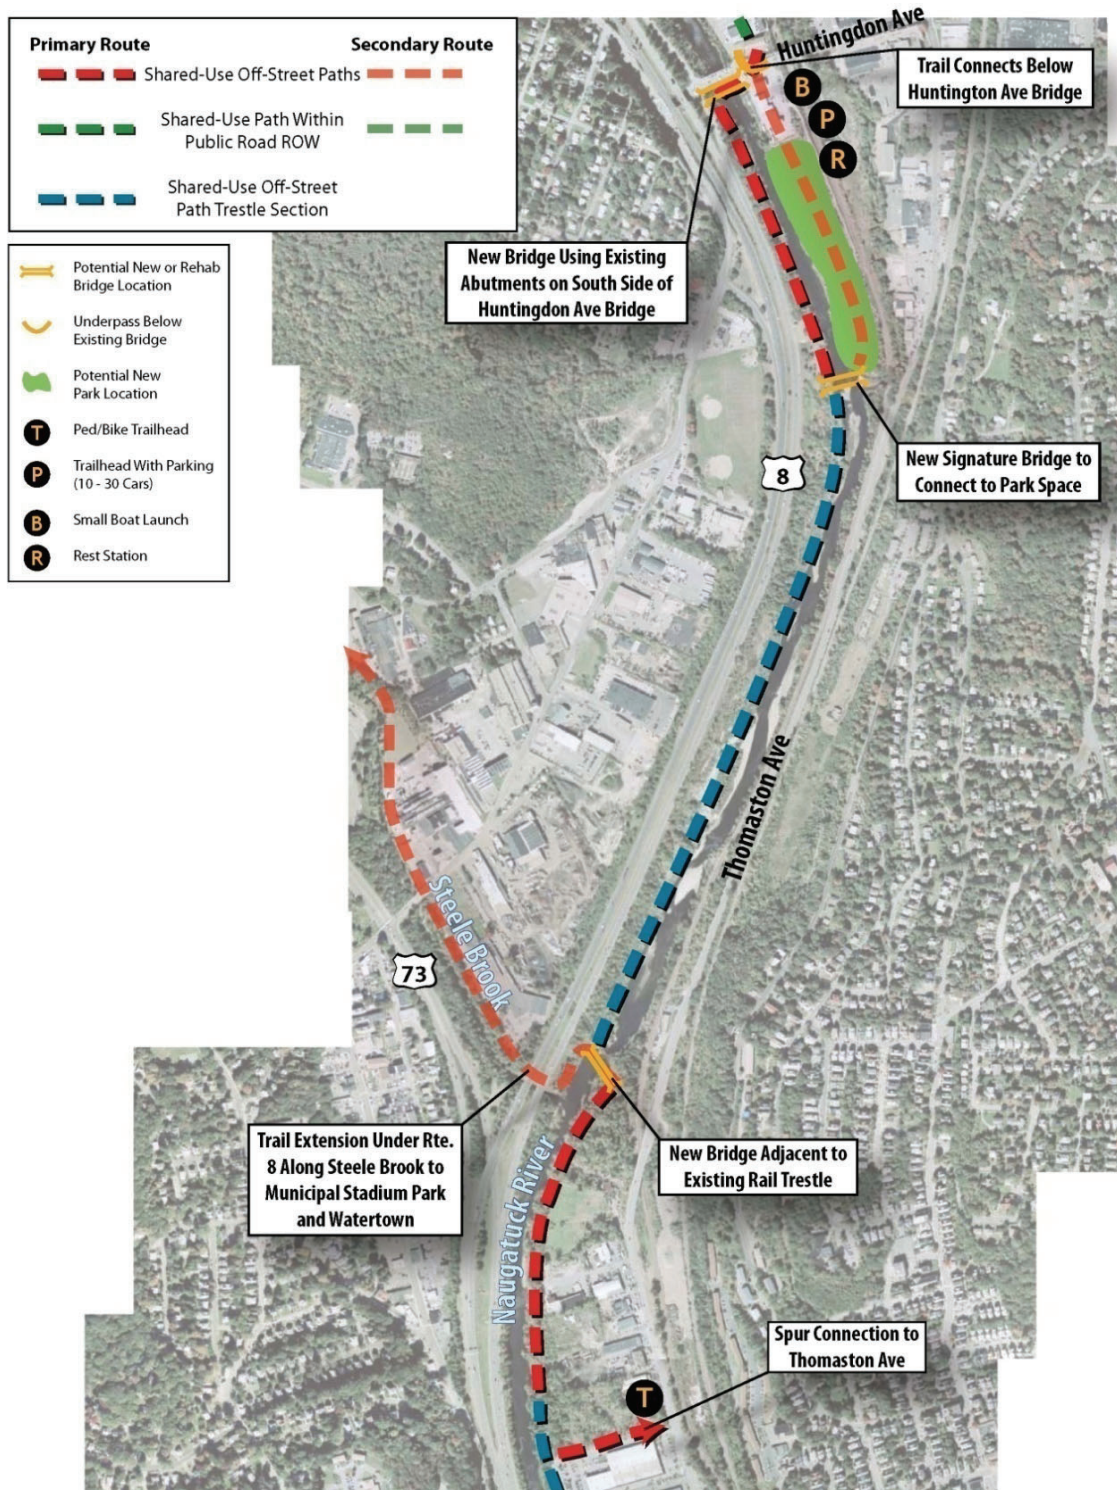 Primary Route
Secondary Route
Shared-Use Off-Street Paths
Shared-Use Path Within
Public Road ROW
Shared-Use Off-Street
Path Trestle Section
Potential New or Rehab
Bridge Location
Underpass Below
Existing Bridge
Potential New
Park Location
T
Ped/Bike Trailhead
P
Trailhead With Parking
(10 - 30 Cars)
B
Small Boat Launch
R
Rest Station
Huntingdon Ave
Trail Connects Below
Huntington Ave Bridge
B
P
R
New Bridge Using Existing
Abutments on South Side of
Huntingdon Ave Bridge
8
New Signature Bridge to
Connect to Park Space
Thomaston Ave
Steele Brook
73
Trail Extension Under Rte.
8 Along Steele Brook to
Municipal Stadium Park
and Watertown
New Bridge Adjacent to
Existing Rail Trestle
Naugatuck River
Spur Connection to
Thomaston Ave
T